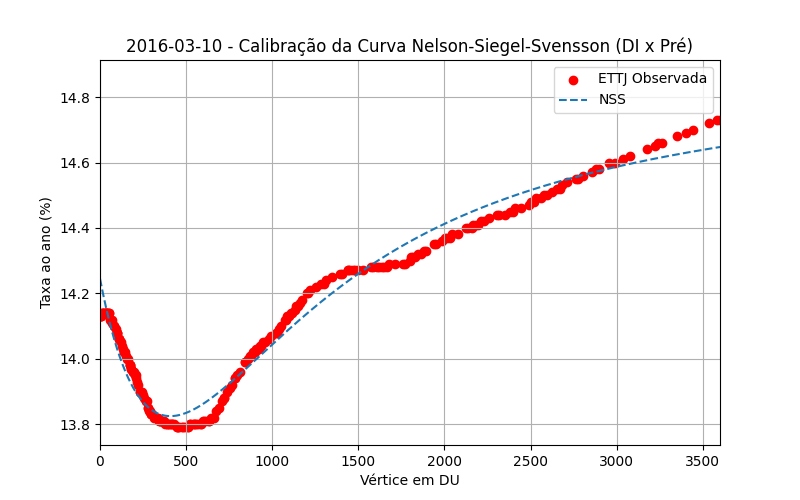 2016-03-10 - Calibração da Curva Nelson-Siegel-Svensson (DI x Pré)
ETTJ Observada
NSS
Taxa ao ano (%)
14.8
14.6
14.4
14.2
14.0
13.8
0 500 1000 1500 2000 2500 3000 3500
Vértice em DU